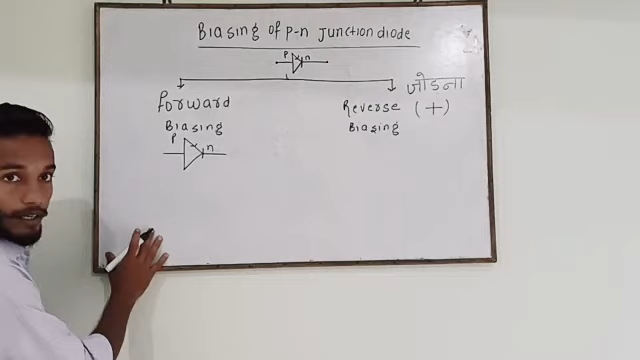 Biasing of P-n Junction diode
P n
Forward
Biasing
Reverse
Biasing
जोड़ना
(+)
P n